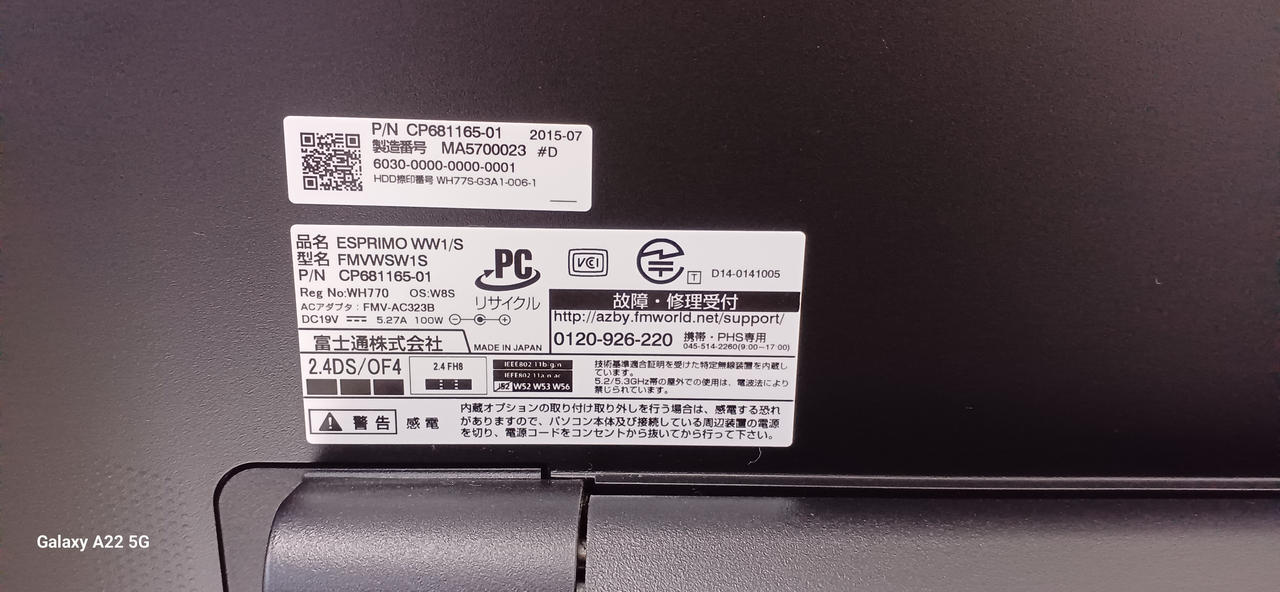 P/N CP681165-01 2015-07
製造番号 MA5700023 #D
6030-0000-0000-0001
HDD捺印番号 WH77S-G3A1-006-1
品名 ESPRIMO WW1/S
型名 FMVWSW1S
P/N CP681165-01
Reg No:WH770 OS:W8S
ACアダプタ：FMV-AC323B
DC19V 5.27A 100W
富士通株式会社 MADE IN JAPAN
PC
リサイクル
VCCI
T D14-0141005
故障・修理受付
http://azby.fmworld.net/support/
0120-926-220 携帯・PHS専用
045-514-2260(9:00-17:00)
2.4DS/OF4
2.4 FH8
IEEE802.11b/g/n
IEEE802.11a/n/ac
J52 W52 W53 W56
技術基準適合証明を受けた特定無線装置を内蔵し
ています。
5.2/5.3GHz帯の屋外での使用は、電波法により
禁じられています。
警告 感電
内蔵オプションの取り付け取り外しを行う場合は、感電する恐れ
がありますので、パソコン本体及び接続している周辺装置の電源
を切り、電源コードをコンセントから抜いてから行って下さい。
Galaxy A22 5G